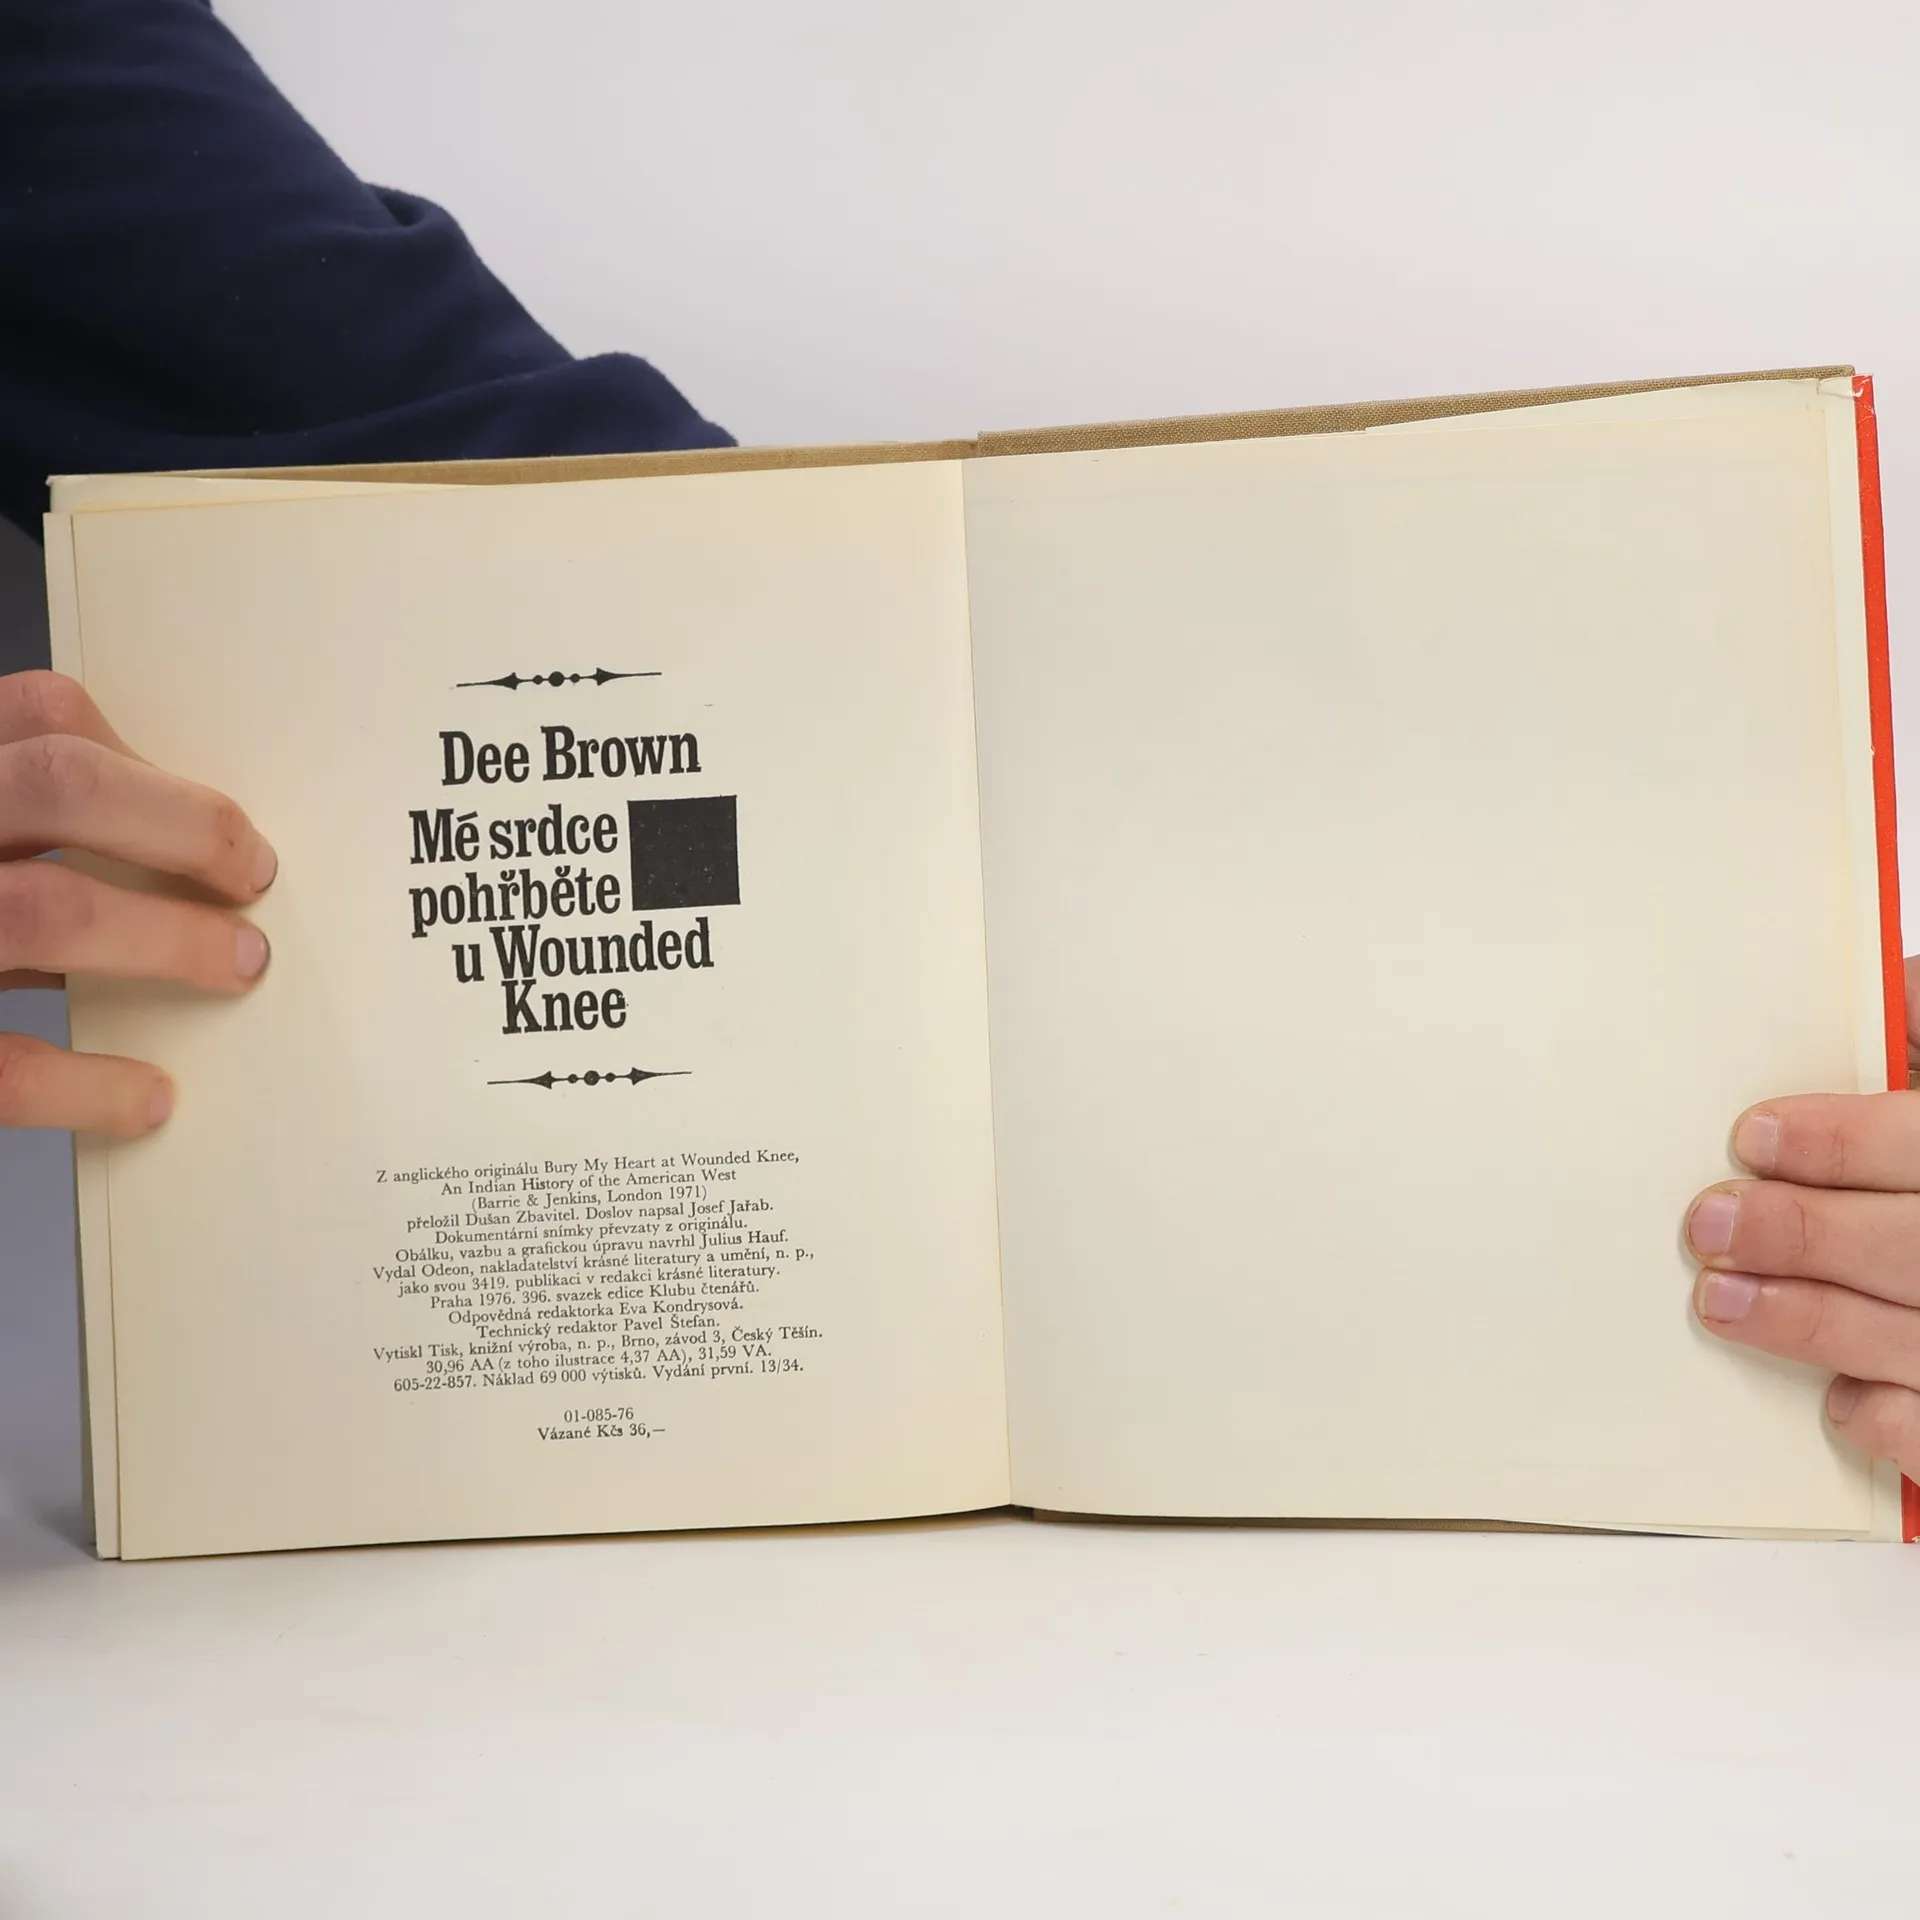 Dee Brown
Mé srdce
pohřběte
u Wounded
Knee
Z anglického originálu Bury My Heart at Wounded Knee,
An Indian History of the American West
(Barrie & Jenkins, London 1971)
přeložil Dušan Zbavitel. Doslov napsal Josef Jařab.
Dokumentární snímky převzaty z originálu.
Obálku, vazbu a grafickou úpravu navrhl Julius Hauf.
Vydal Odeon, nakladatelství krásné literatury a umění, n. p.,
jako svou 3419. publikaci v redakci krásné literatury.
Praha 1976. 396. svazek edice Klubu čtenářů.
Odpovědná redaktorka Eva Kondrysová.
Technický redaktor Pavel Štefan.
Vytiskl Tisk, knižní výroba, n. p., Brno, závod 3, Český Těšín.
30,96 AA (z toho ilustrace 4,37 AA), 31,59 VA.
605-22-857. Náklad 69 000 výtisků. Vydání první. 13/34.
01-085-76
Vázané Kčs 36,—